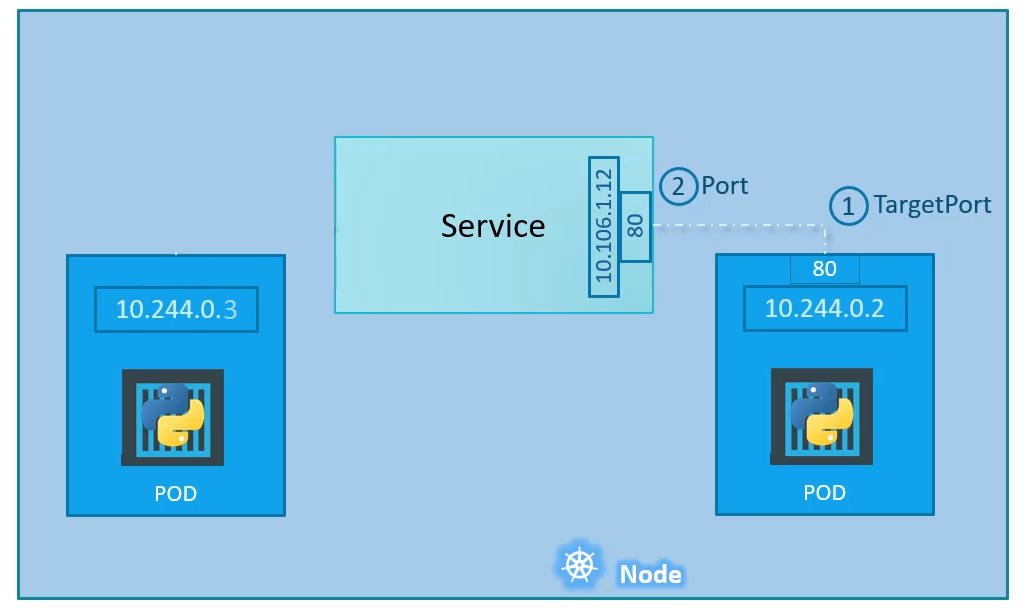 Service
10.106.1.12
80
2 Port
1 TargetPort
10.244.0.3
POD
80
10.244.0.2
POD
Node